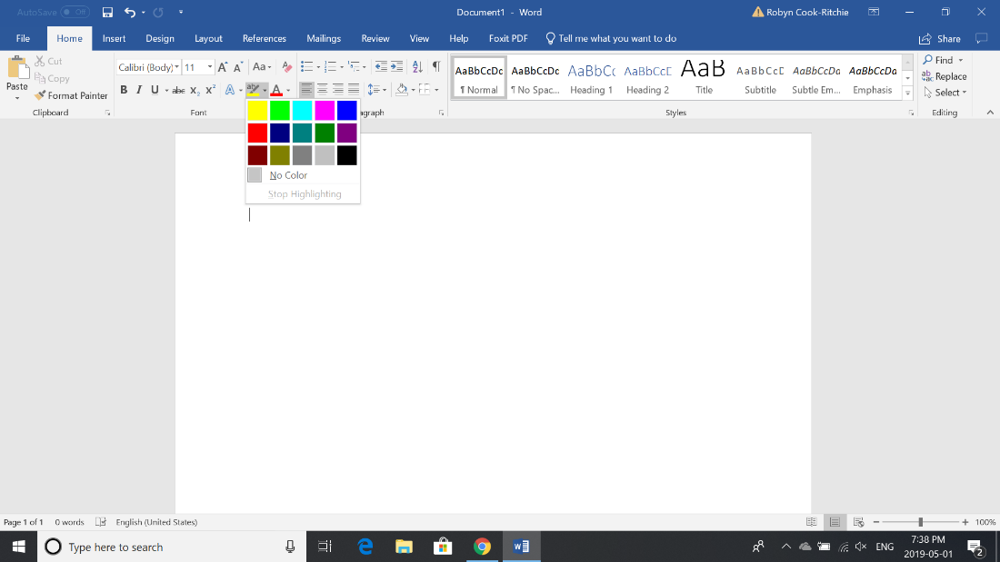 AutoSave Off
Document1 - Word
Robyn Cook-Ritchie
File Home Insert Design Layout References Mailings Review View Help Foxit PDF Tell me what you want to do Share
Paste
Cut
Copy
Format Painter
Clipboard
Calibri (Body) 11 A A Aa
B I U abc X₂ X² A aby A
Font
agraph
AaBbCcDc AaBbCcDc AaBbCc AaBbCcE AaB AaBbCcD AaBbCcDa AaBbCcDa
¶ Normal ¶ No Spac... Heading 1 Heading 2 Title Subtitle Subtle Em... Emphasis
Styles
Find
Replace
Select
Editing
No Color
Stop Highlighting
Page 1 of 1 0 words English (United States) 100%
Type here to search
ENG
7:38 PM
2019-05-01
2